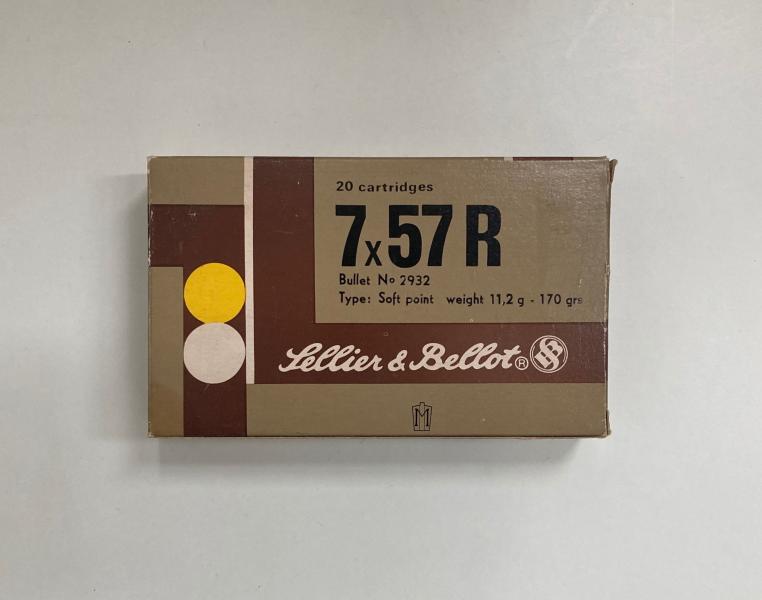 20 cartridges
7x57 R
Bullet No 2932
Type: Soft point weight 11,2 g - 170 grs
Sellier & Bellot ®
M